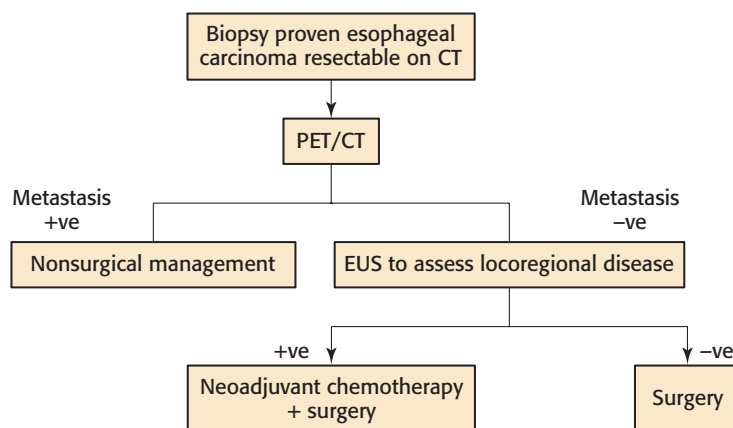 Biopsy proven esophageal
carcinoma resectable on CT
PET/CT
Metastasis
+ve
Metastasis
–ve
Nonsurgical management
EUS to assess locoregional disease
+ve
–ve
Neoadjuvant chemotherapy
+ surgery
Surgery